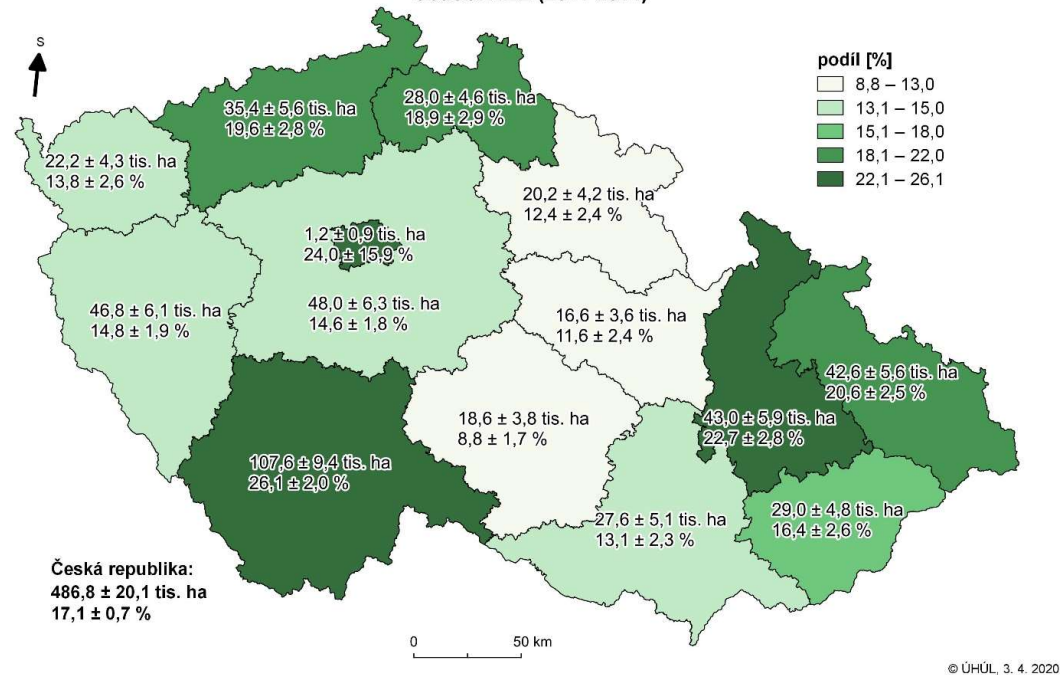 S
podíl [%]
8,8 – 13,0
13,1 – 15,0
15,1 – 18,0
18,1 – 22,0
22,1 – 26,1
35,4 ± 5,6 tis. ha
19,6 ± 2,8 %
28,0 ± 4,6 tis. ha
18,9 ± 2,9 %
22,2 ± 4,3 tis. ha
13,8 ± 2,6 %
20,2 ± 4,2 tis. ha
12,4 ± 2,4 %
1,2 ± 0,9 tis. ha
24,0 ± 15,9 %
46,8 ± 6,1 tis. ha
14,8 ± 1,9 %
48,0 ± 6,3 tis. ha
14,6 ± 1,8 %
16,6 ± 3,6 tis. ha
11,6 ± 2,4 %
42,6 ± 5,6 tis. ha
20,6 ± 2,5 %
18,6 ± 3,8 tis. ha
8,8 ± 1,7 %
43,0 ± 5,9 tis. ha
22,7 ± 2,8 %
107,6 ± 9,4 tis. ha
26,1 ± 2,0 %
27,6 ± 5,1 tis. ha
13,1 ± 2,3 %
29,0 ± 4,8 tis. ha
16,4 ± 2,6 %
Česká republika:
486,8 ± 20,1 tis. ha
17,1 ± 0,7 %
0 50 km
© ÚHÚL, 3. 4. 2020